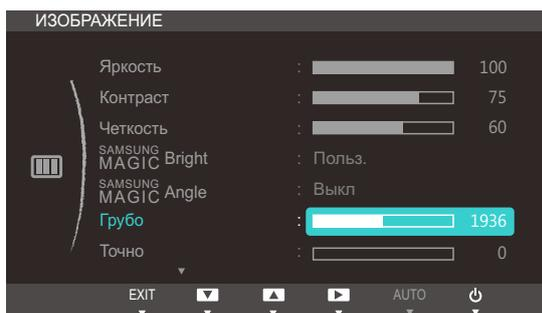 ИЗОБРАЖЕНИЕ
Яркость : 100
Контраст : 75
Четкость : 60
SAMSUNG
MAGIC Bright : Польз.
SAMSUNG
MAGIC Angle : Выкл
Грубо : 1936
Точно : 0
EXIT AUTO